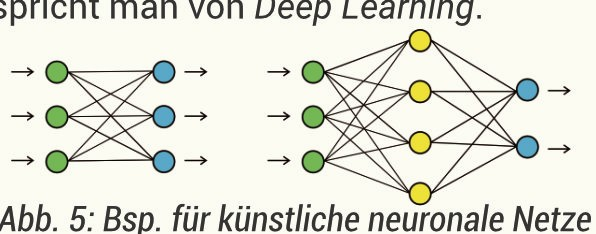 spricht man von Deep Learning.
Abb. 5: Bsp. für künstliche neuronale Netze